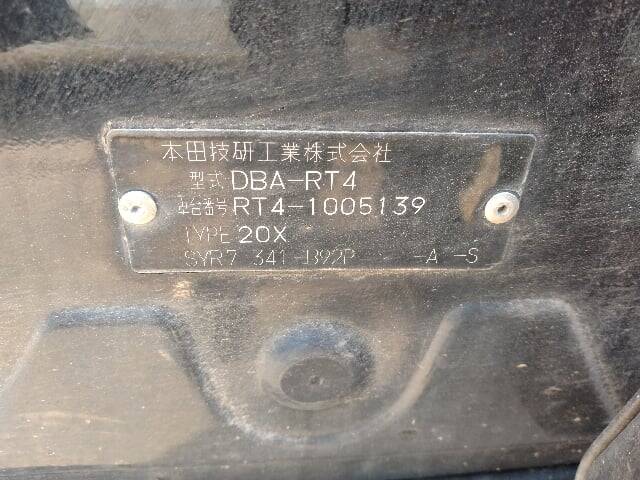 本田技研工業株式会社
型式 DBA-RT4
車台番号 RT4-1005139
TYPE 20X
SYR7 341 B92P -A -S